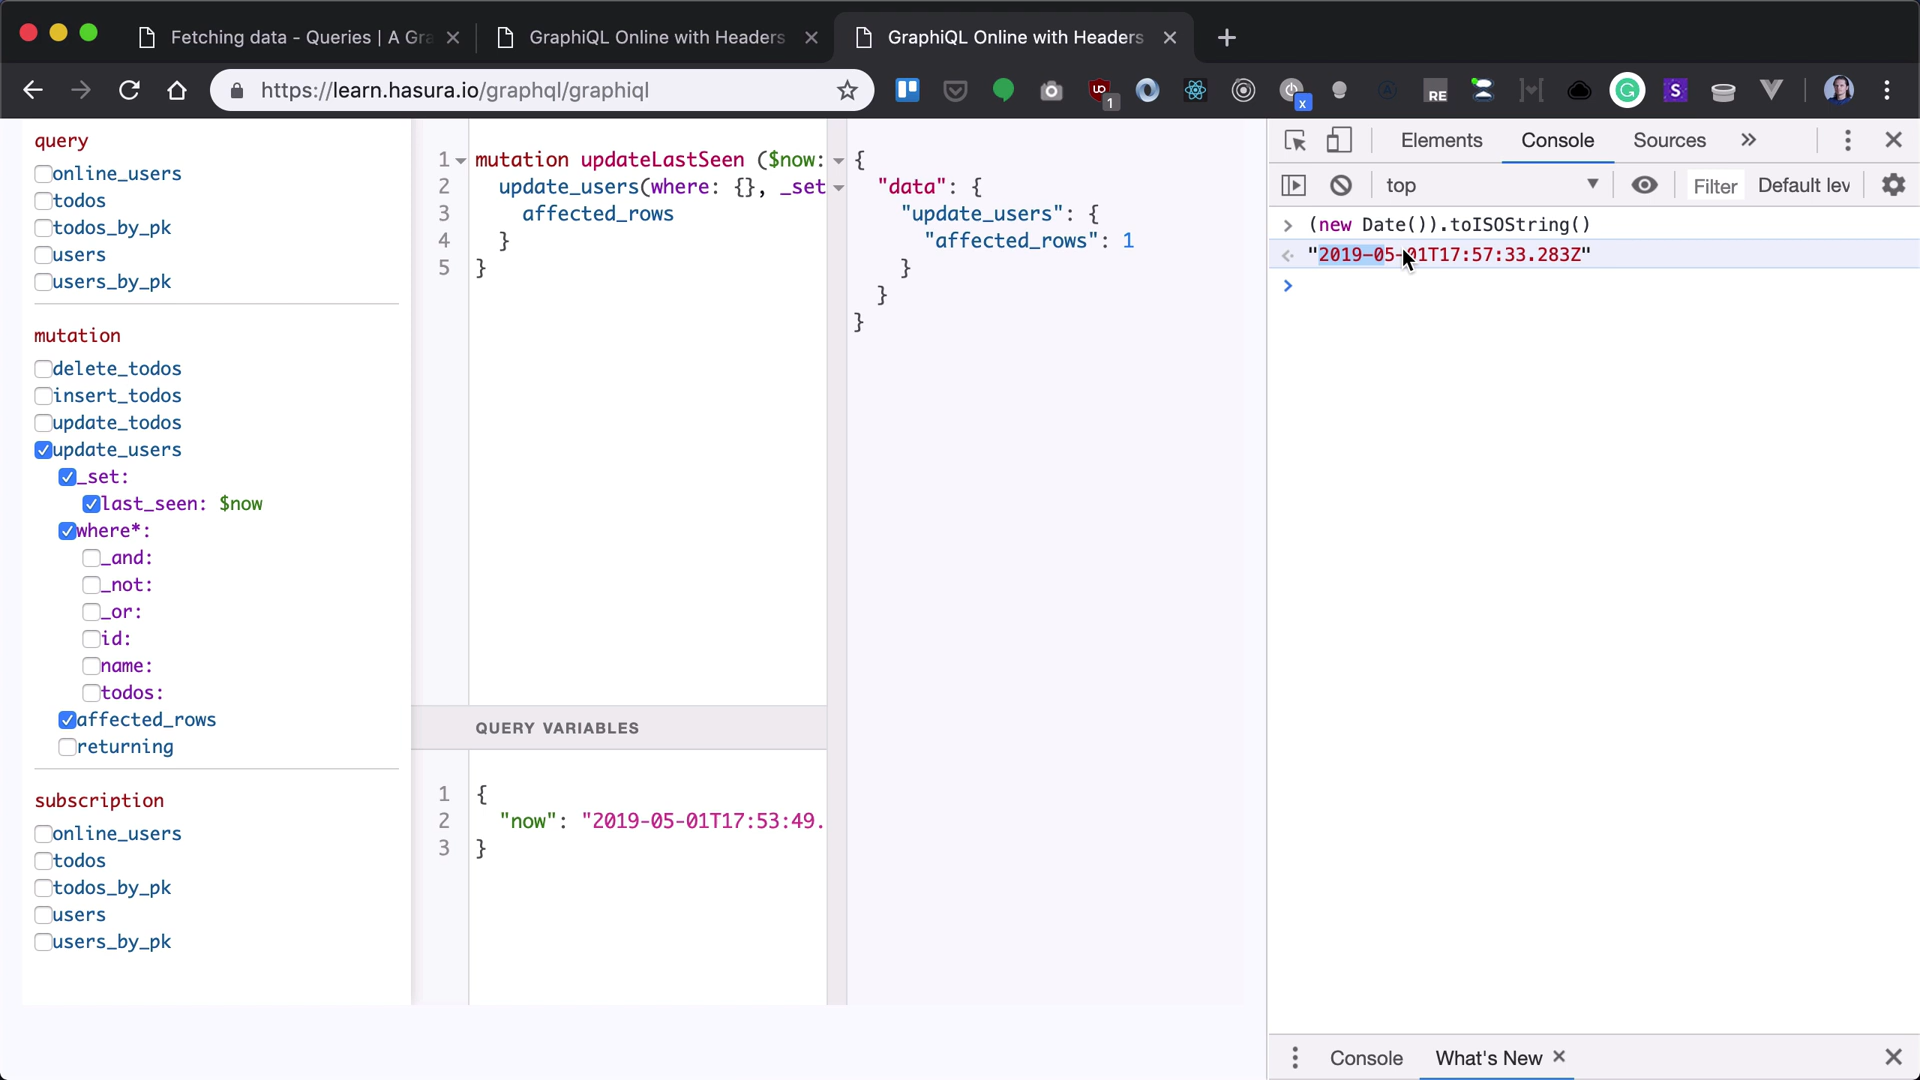 Fetching data - Queries | A Gra
GraphiQL Online with Headers
GraphiQL Online with Headers
https://learn.hasura.io/graphql/graphiql
1
x
RE
S
query
online_users
todos
todos_by_pk
users
users_by_pk
mutation
delete_todos
insert_todos
update_todos
update_users
_set:
last_seen: $now
where*:
_and:
_not:
_or:
id:
name:
todos:
affected_rows
returning
subscription
online_users
todos
todos_by_pk
users
users_by_pk
1 mutation updateLastSeen ($now:
2 update_users(where: {}, _set
3 affected_rows
4 }
5 }
QUERY VARIABLES
1 {
2 "now": "2019-05-01T17:53:49.
3 }
{
"data": {
"update_users": {
"affected_rows": 1
}
}
}
Elements Console Sources »
top Filter Default lev
> (new Date()).toISOString()
"2019-05-01T17:57:33.283Z"
>
Console What's New